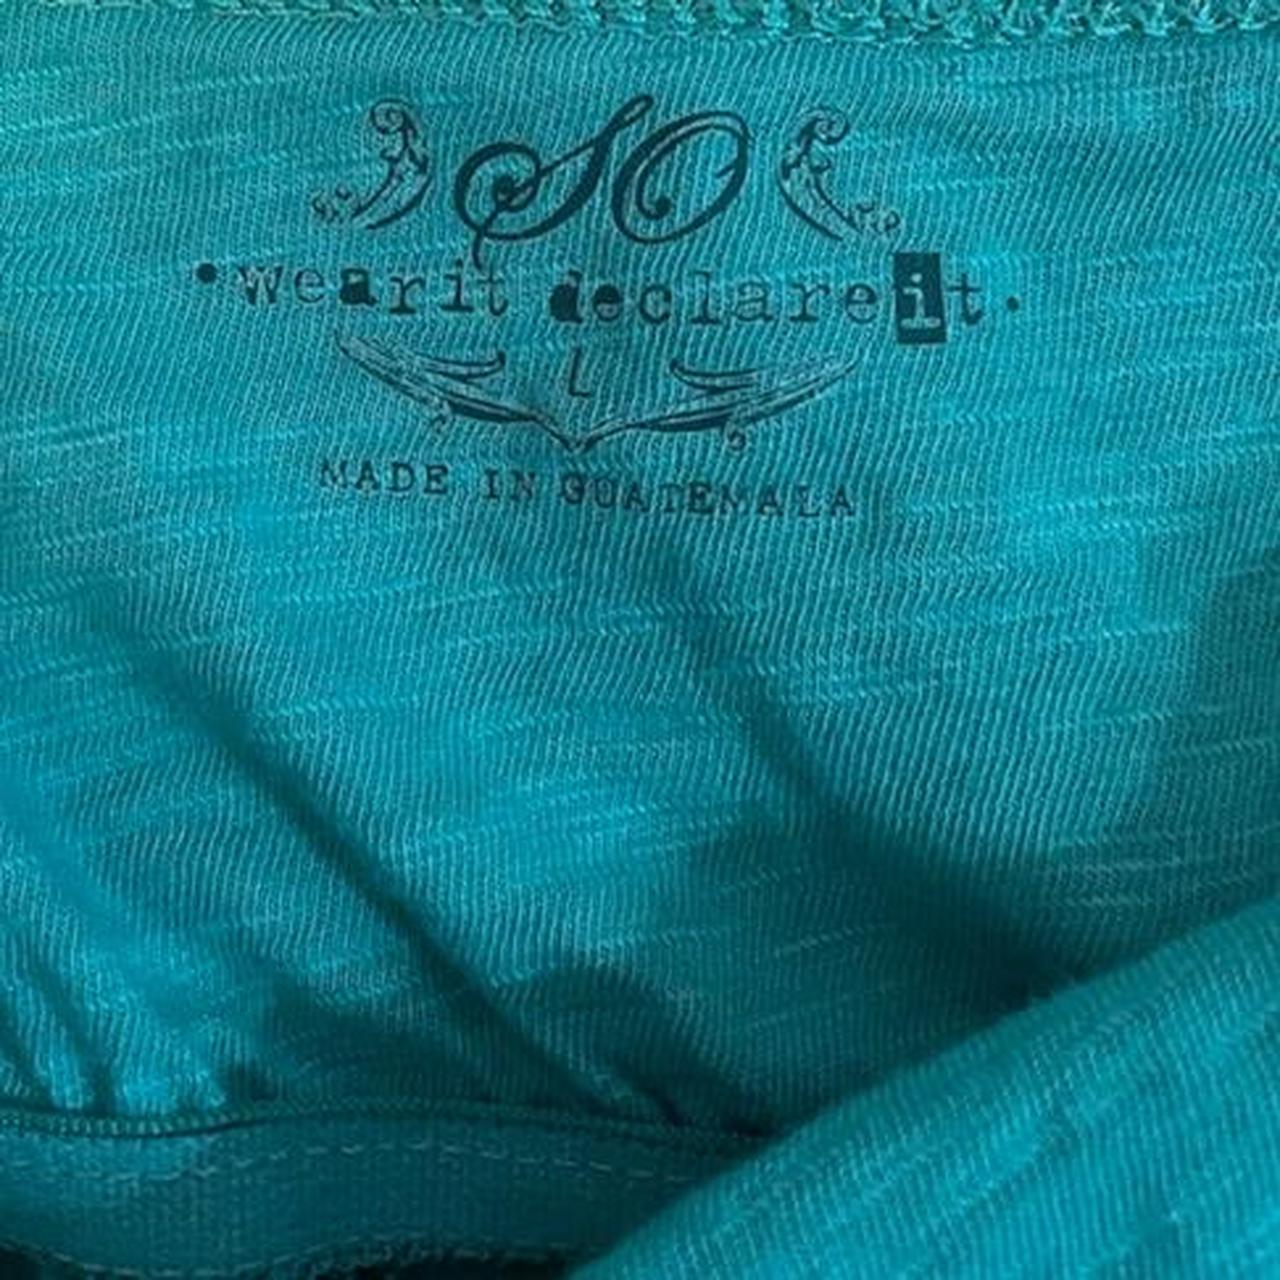 SO
•wearit declareit•
L
MADE IN GUATEMALA